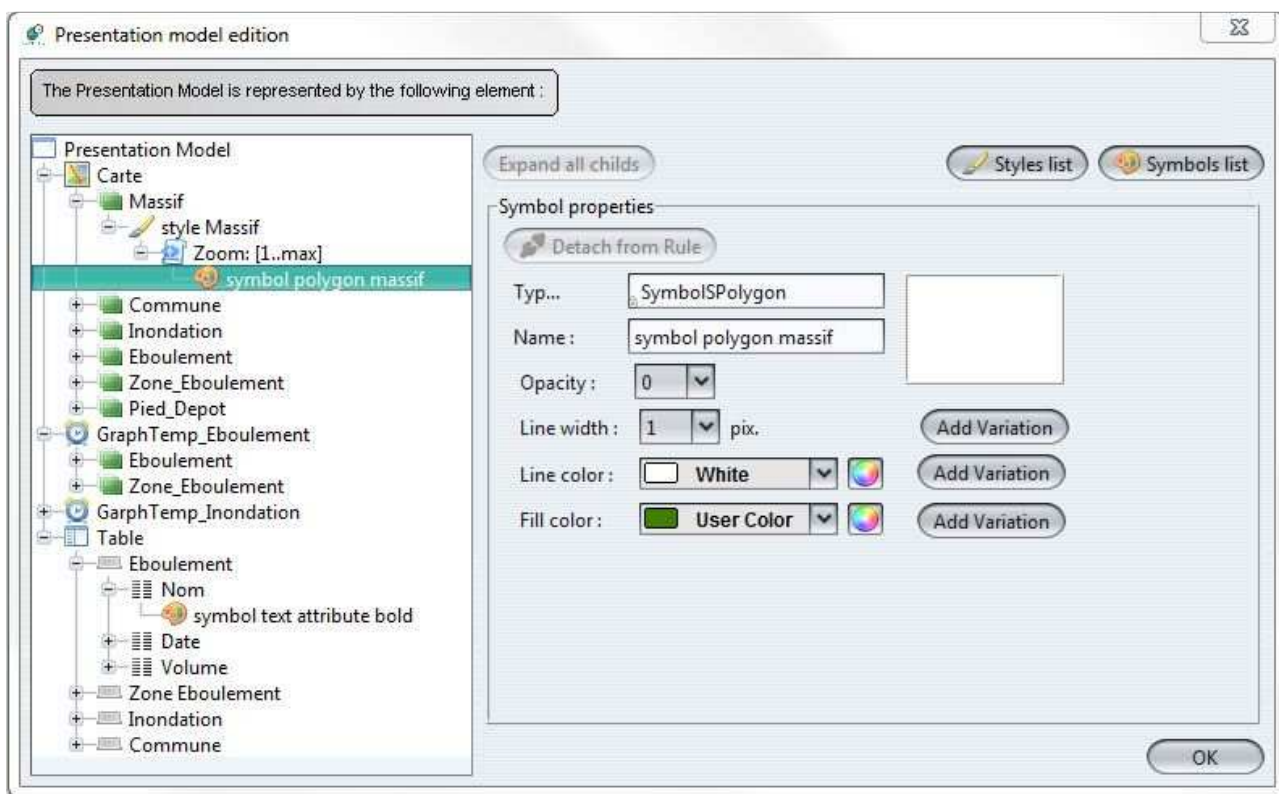 Presentation model edition
The Presentation Model is represented by the following element :
Presentation Model
Carte
Massif
style Massif
Zoom: [1..max]
symbol polygon massif
Commune
Inondation
Eboulement
Zone_Eboulement
Pied_Depot
GraphTemp_Eboulement
Eboulement
Zone_Eboulement
GarphTemp_Inondation
Table
Eboulement
Nom
symbol text attribute bold
Date
Volume
Zone Eboulement
Inondation
Commune
Expand all childs
Styles list
Symbols list
Symbol properties
Detach from Rule
Typ... SymbolSPolygon
Name : symbol polygon massif
Opacity : 0
Line width : 1 pix. Add Variation
Line color : White Add Variation
Fill color : User Color Add Variation
OK